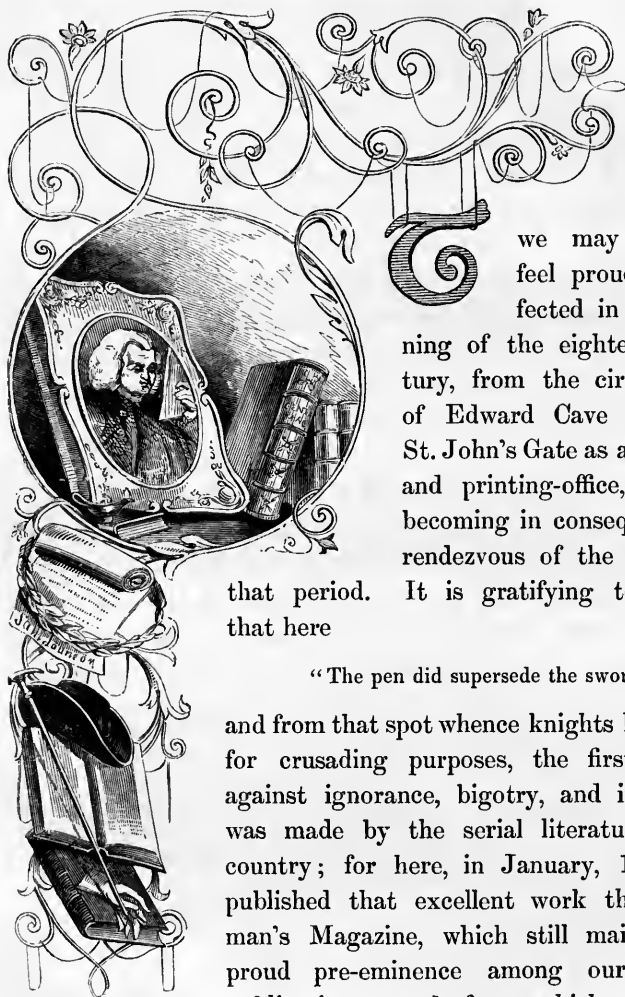 T we may
feel prou
fected in
ning of the eighte
tury, from the cir
of Edward Cave
St. John's Gate as a
and printing-office,
becoming in conseq
rendezvous of the
that period. It is gratifying t
that here
"The pen did supersede the swor
and from that spot whence knights
for crusading purposes, the first
against ignorance, bigotry, and i
was made by the serial literatu
country; for here, in January, 1
published that excellent work th
man's Magazine, which still mai
proud pre-eminence among our